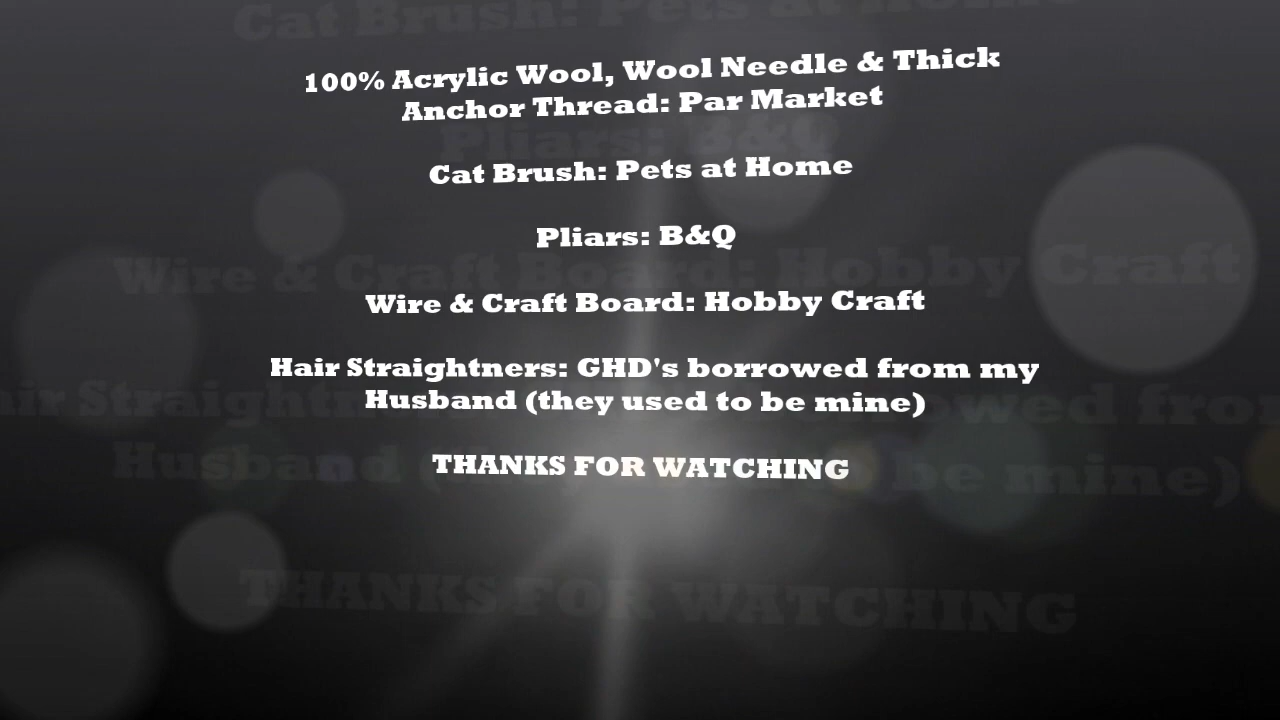 100% Acrylic Wool, Wool Needle & Thick
Anchor Thread: Par Market
Cat Brush: Pets at Home
Pliars: B&Q
Wire & Craft Board: Hobby Craft
Hair Straightners: GHD's borrowed from my
Husband (they used to be mine)
THANKS FOR WATCHING